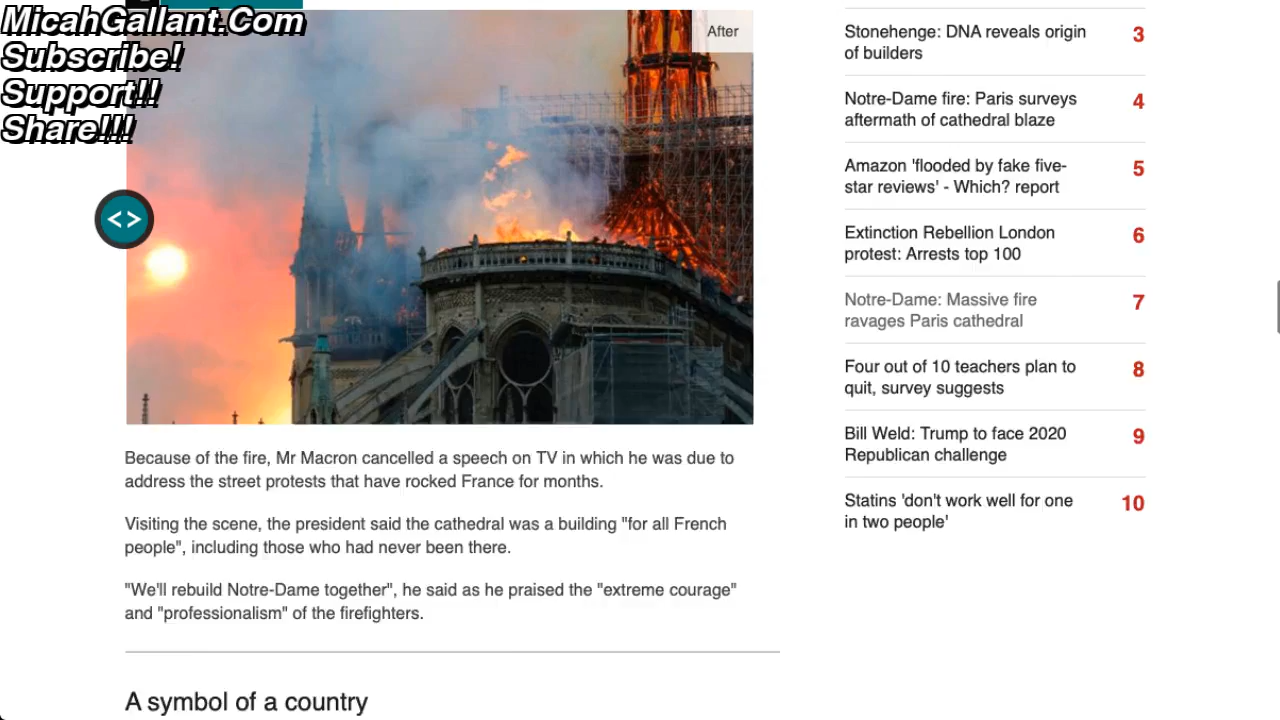 MicahGallant.Com
Subscribe!
Support!!
Share!!!
After
<>
Because of the fire, Mr Macron cancelled a speech on TV in which he was due to
address the street protests that have rocked France for months.
Visiting the scene, the president said the cathedral was a building "for all French
people", including those who had never been there.
"We'll rebuild Notre-Dame together", he said as he praised the "extreme courage"
and "professionalism" of the firefighters.
A symbol of a country
Stonehenge: DNA reveals origin
of builders
3
Notre-Dame fire: Paris surveys
aftermath of cathedral blaze
4
Amazon 'flooded by fake five-
star reviews' - Which? report
5
Extinction Rebellion London
protest: Arrests top 100
6
Notre-Dame: Massive fire
ravages Paris cathedral
7
Four out of 10 teachers plan to
quit, survey suggests
8
Bill Weld: Trump to face 2020
Republican challenge
9
Statins 'don't work well for one
in two people'
10